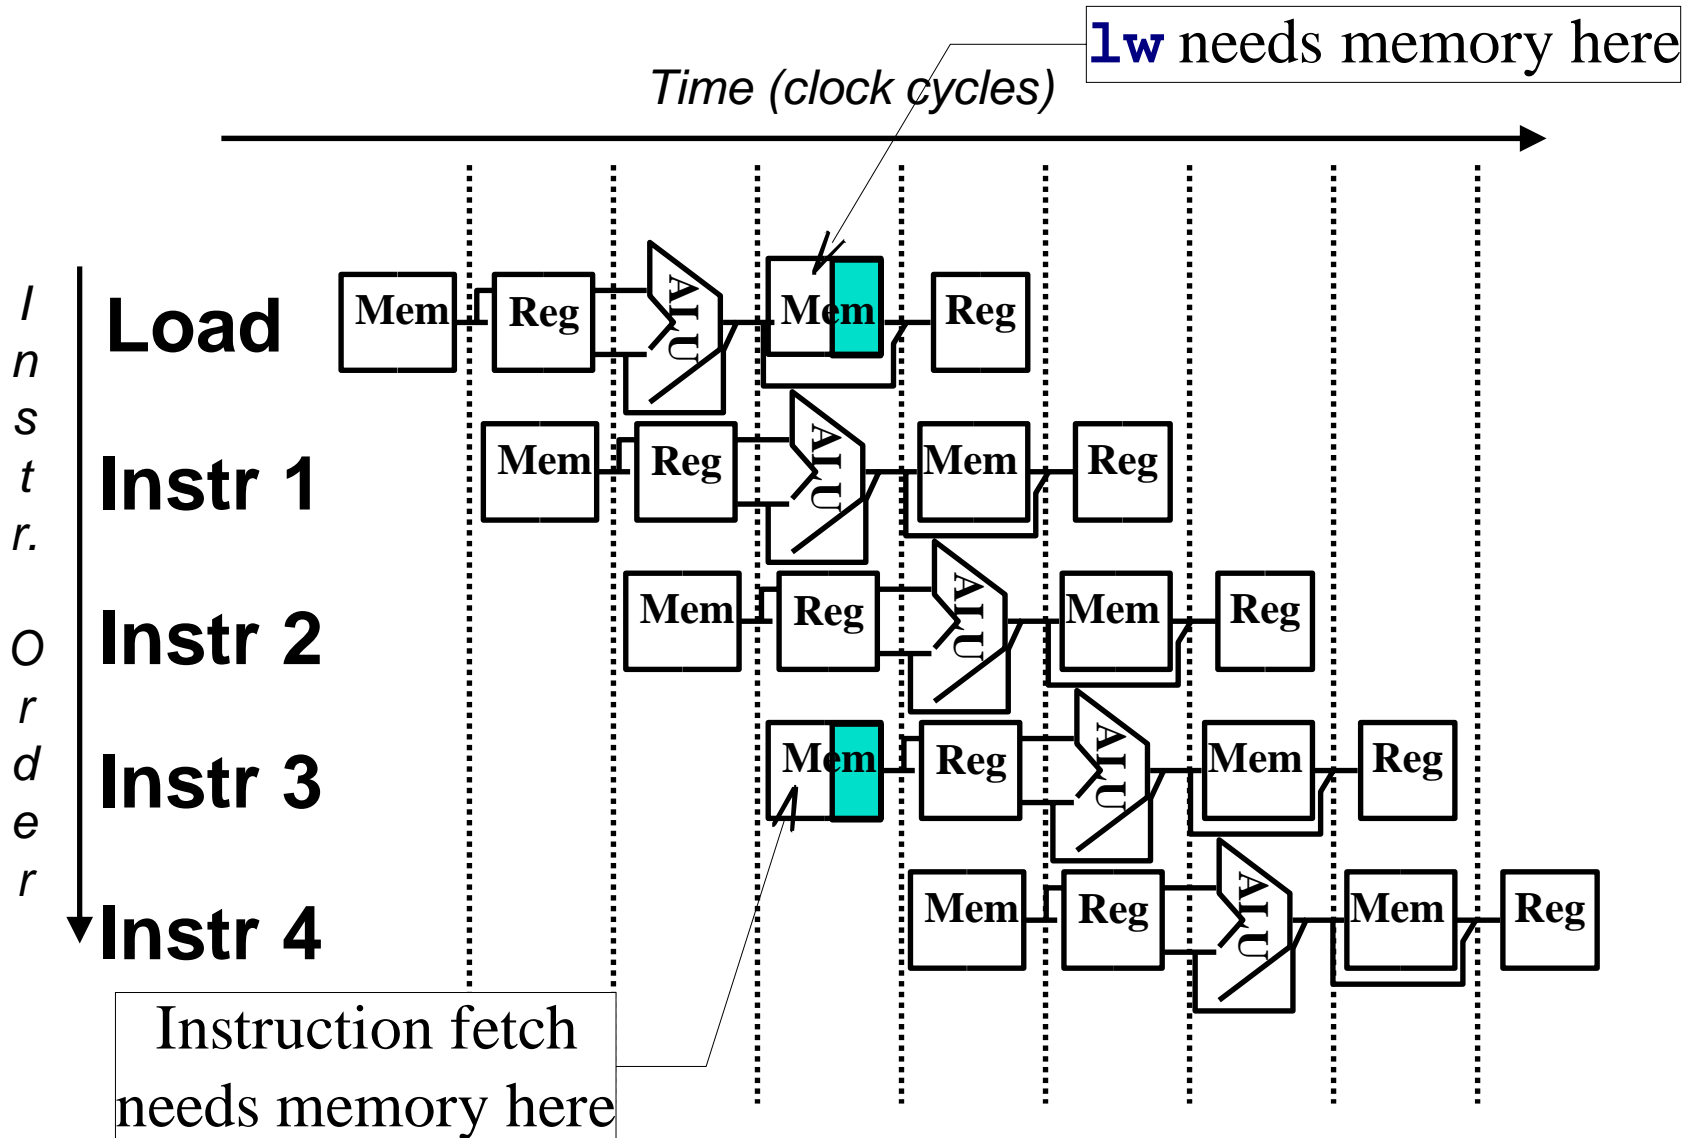 lw needs memory here
Time (clock cycles)
Instr. Order
Load
Mem Reg ALU Mem Reg
Instr 1
Mem Reg ALU Mem Reg
Instr 2
Mem Reg ALU Mem Reg
Instr 3
Mem Reg ALU Mem Reg
Instr 4
Mem Reg ALU Mem Reg
Instruction fetch
needs memory here